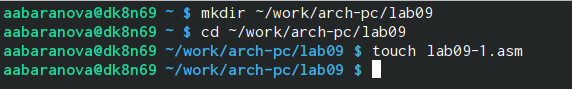 aabaranova@dk8n69 ~ $ mkdir ~/work/arch-pc/lab09
aabaranova@dk8n69 ~ $ cd ~/work/arch-pc/lab09
aabaranova@dk8n69 ~/work/arch-pc/lab09 $ touch lab09-1.asm
aabaranova@dk8n69 ~/work/arch-pc/lab09 $